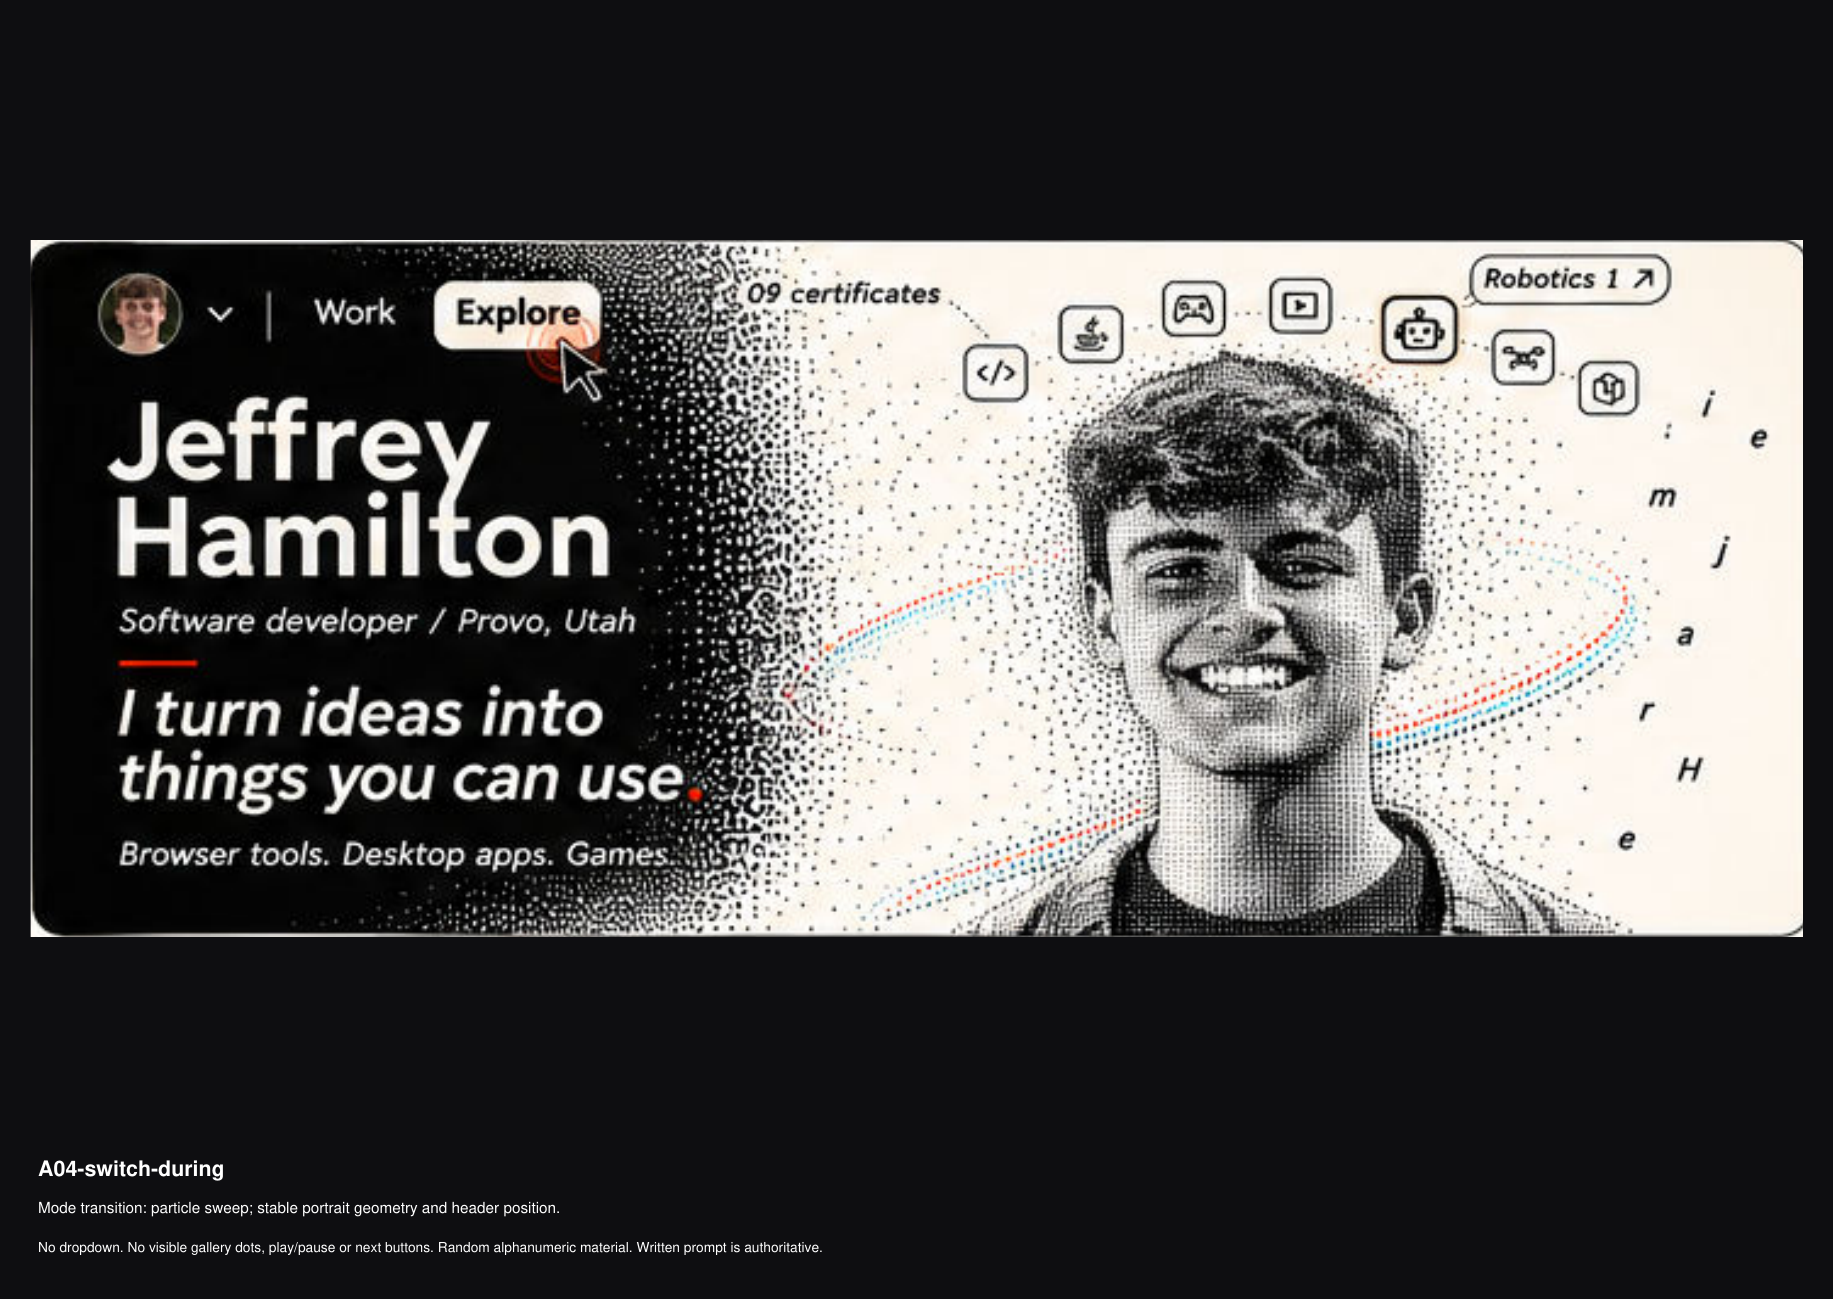 Work
Explore
09 certificates
</>
Robotics 1 ↗
Jeffrey
Hamilton
Software developer / Provo, Utah
I turn ideas into
things you can use.
Browser tools. Desktop apps. Games.
i
:
e
m
j
a
r
H
e
A04-switch-during
Mode transition: particle sweep; stable portrait geometry and header position.
No dropdown. No visible gallery dots, play/pause or next buttons. Random alphanumeric material. Written prompt is authoritative.